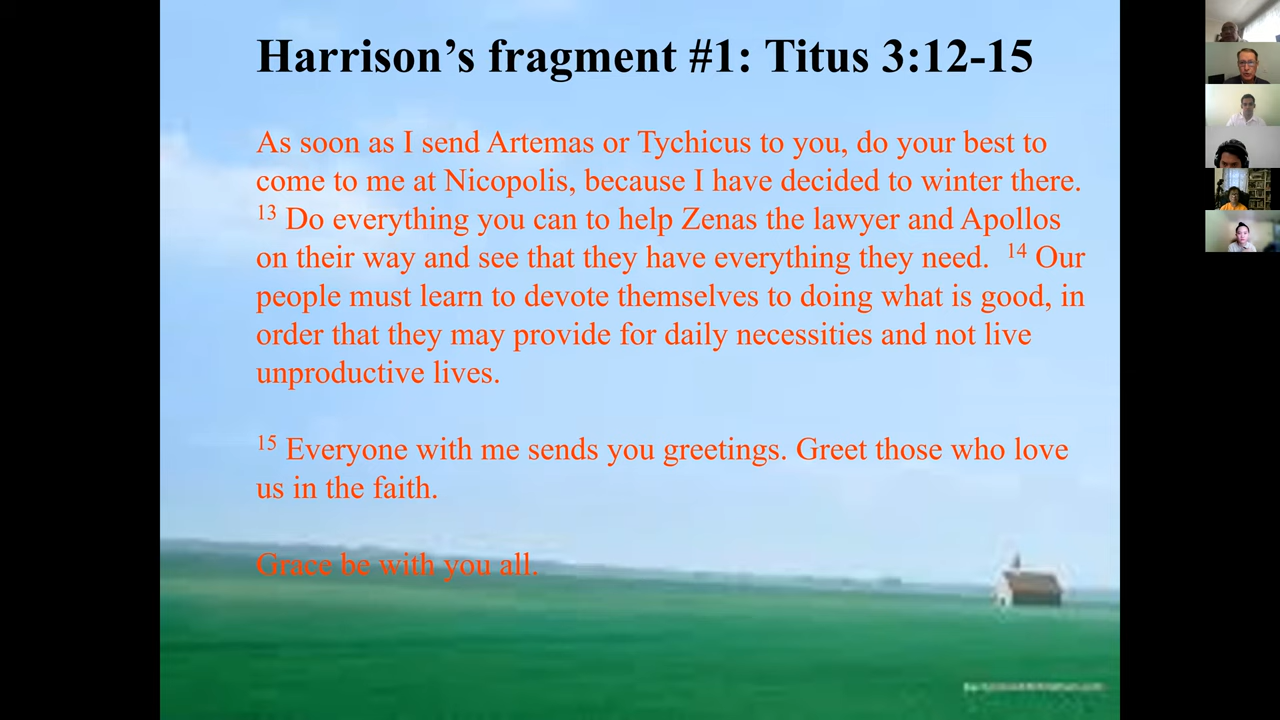 Harrison’s fragment #1: Titus 3:12-15
As soon as I send Artemas or Tychicus to you, do your best to
come to me at Nicopolis, because I have decided to winter there.
13 Do everything you can to help Zenas the lawyer and Apollos
on their way and see that they have everything they need. 14 Our
people must learn to devote themselves to doing what is good, in
order that they may provide for daily necessities and not live
unproductive lives.
15 Everyone with me sends you greetings. Greet those who love
us in the faith.
Grace be with you all.